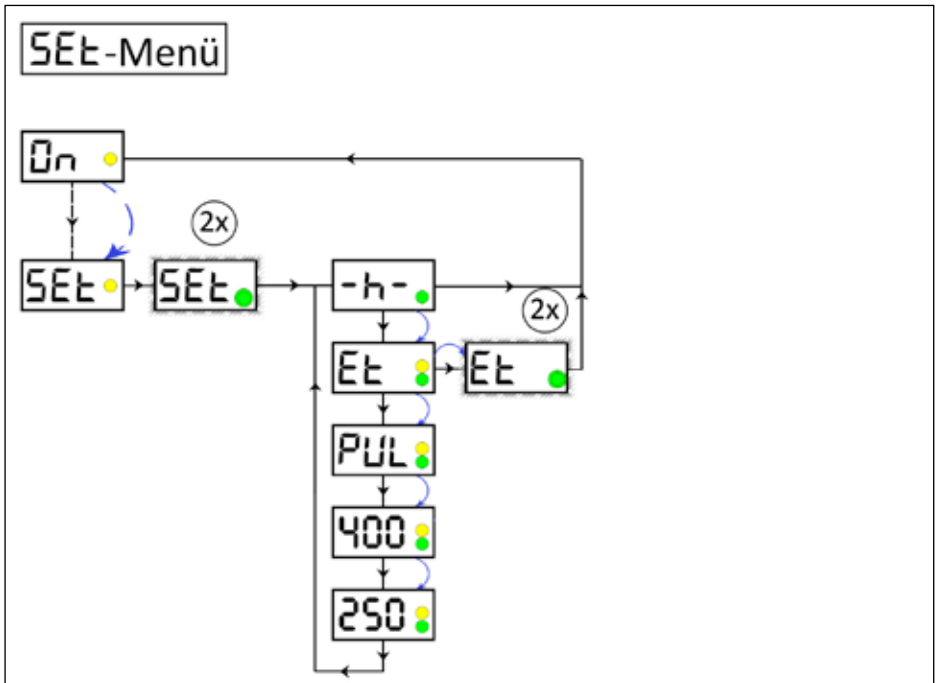 SEt-Menü
On
2x
SEt SEt -h-
2x
Et Et
PUL
400
250